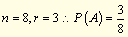 n = 8, r = 3 ∴ P(A) = 3/8